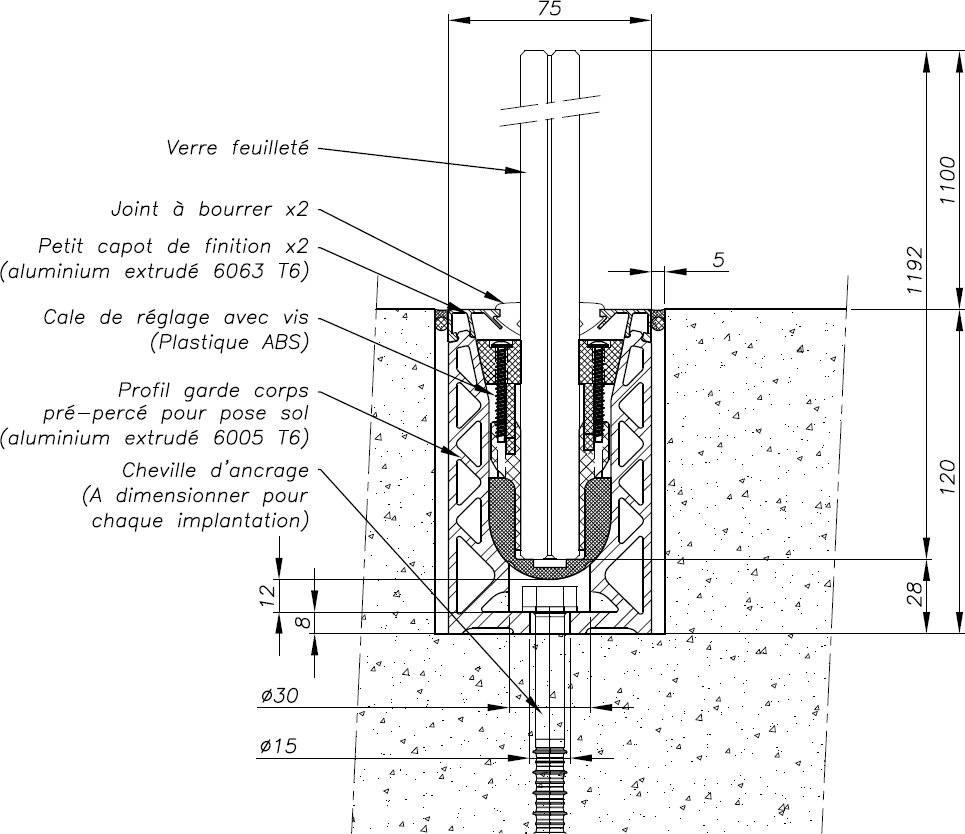 75
Verre feuilleté
Joint à bourrer x2
Petit capot de finition x2
(aluminium extrudé 6063 T6)
Cale de réglage avec vis
(Plastique ABS)
Profil garde corps
pré-percé pour pose sol
(aluminium extrudé 6005 T6)
Cheville d'ancrage
(A dimensionner pour
chaque implantation)
1100
1192
5
120
28
12
8
ø30
ø15